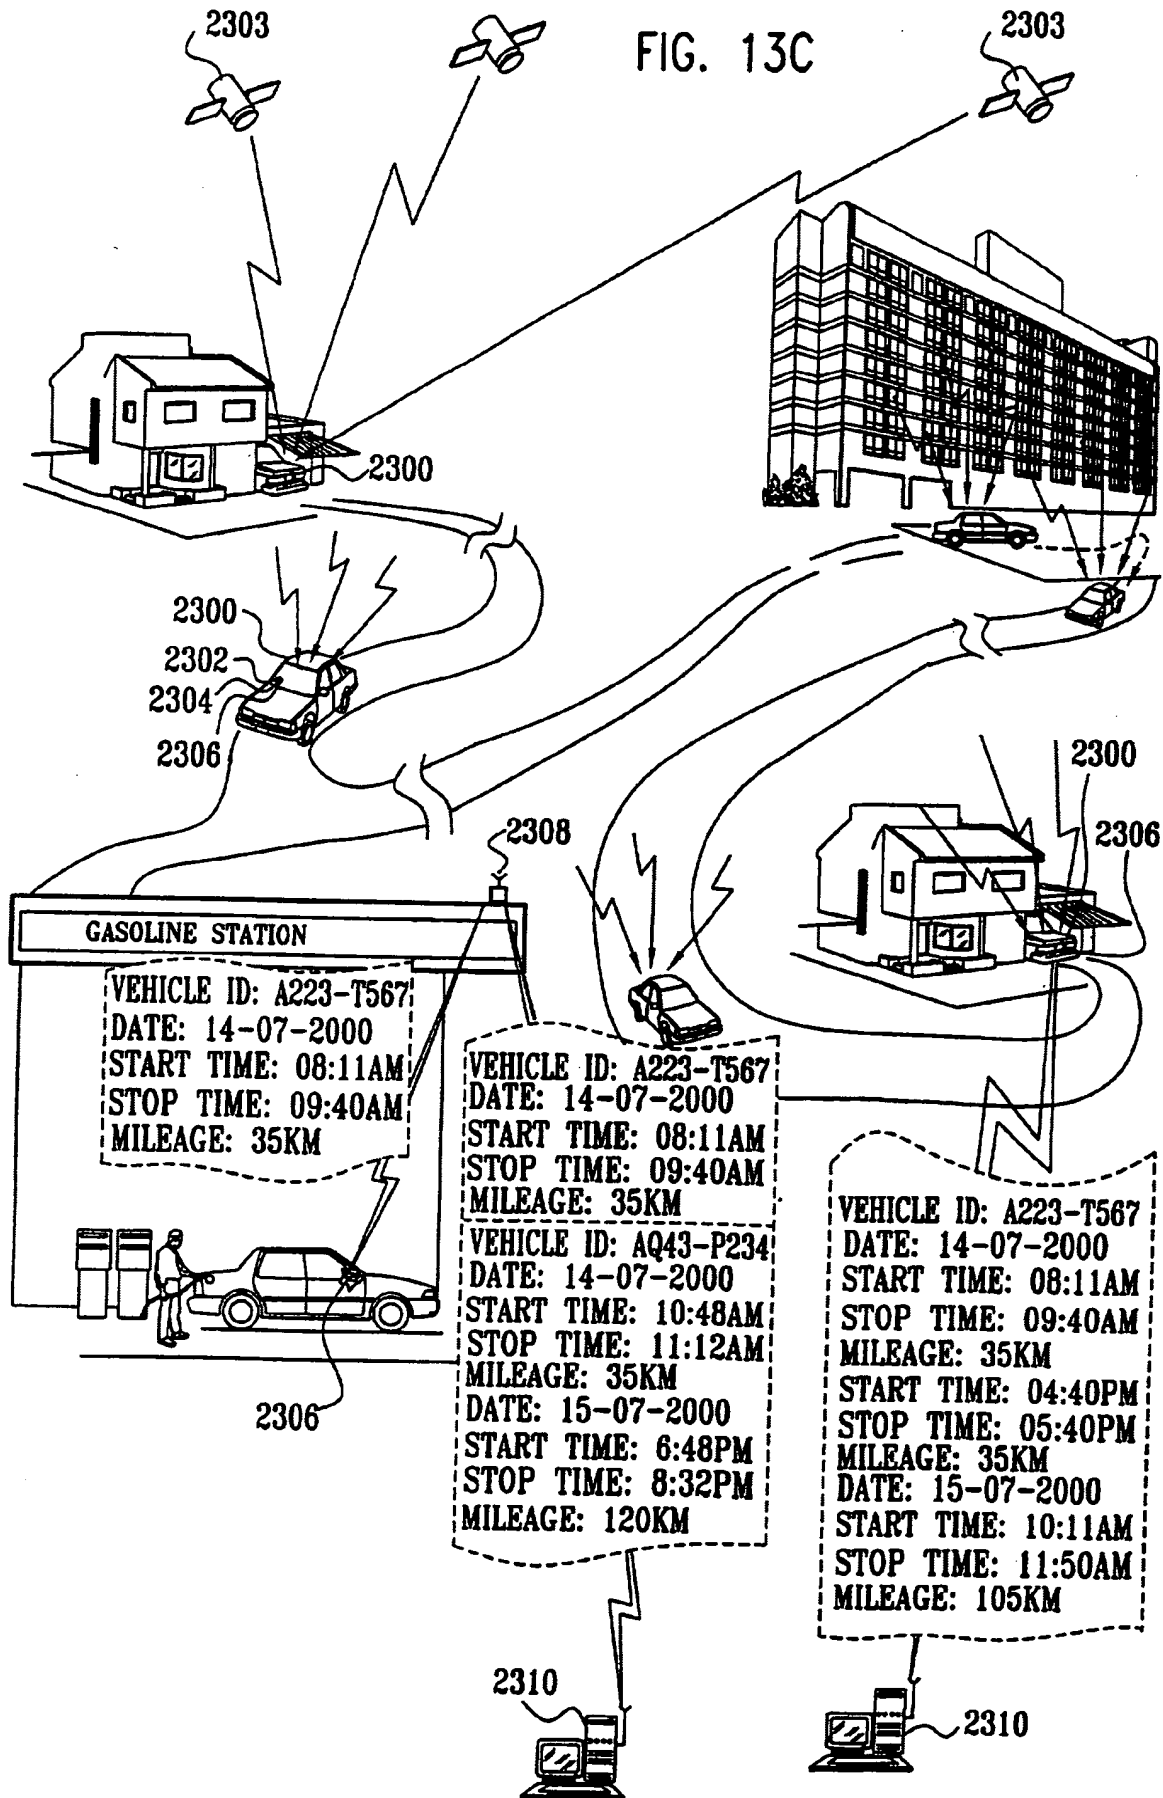 FIG. 13C
2303
2303
2300
2300
2302
2304
2306
2300
2306
2308
GASOLINE STATION
VEHICLE ID: A223-T567
DATE: 14-07-2000
START TIME: 08:11AM
STOP TIME: 09:40AM
MILEAGE: 35KM
2306
VEHICLE ID: A223-T567
DATE: 14-07-2000
START TIME: 08:11AM
STOP TIME: 09:40AM
MILEAGE: 35KM
VEHICLE ID: AQ43-P234
DATE: 14-07-2000
START TIME: 10:48AM
STOP TIME: 11:12AM
MILEAGE: 35KM
DATE: 15-07-2000
START TIME: 6:48PM
STOP TIME: 8:32PM
MILEAGE: 120KM
VEHICLE ID: A223-T567
DATE: 14-07-2000
START TIME: 08:11AM
STOP TIME: 09:40AM
MILEAGE: 35KM
START TIME: 04:40PM
STOP TIME: 05:40PM
MILEAGE: 35KM
DATE: 15-07-2000
START TIME: 10:11AM
STOP TIME: 11:50AM
MILEAGE: 105KM
2310
2310